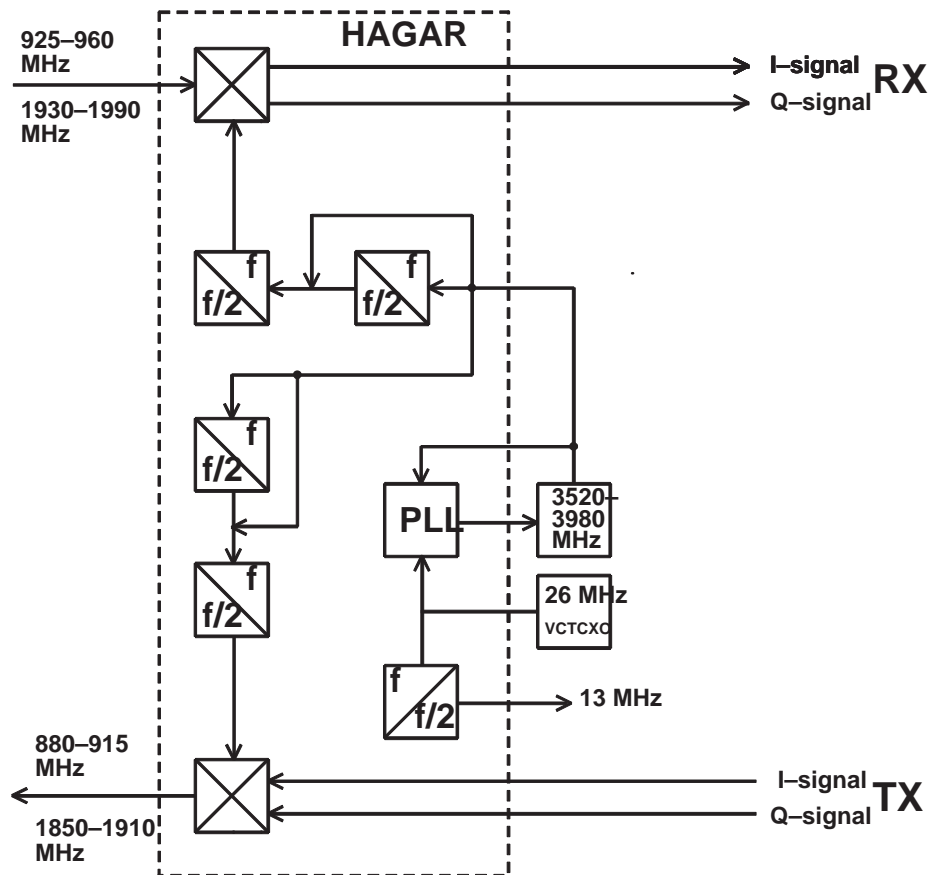 HAGAR
925–960
MHz
1930–1990
MHz
I–signal
RX
Q–signal
f
f/2
f
f/2
f
f/2
PLL
3520–
3980
MHz
f
f/2
26 MHz
VCTCXO
f
f/2
13 MHz
880–915
MHz
1850–1910
MHz
I–signal
TX
Q–signal